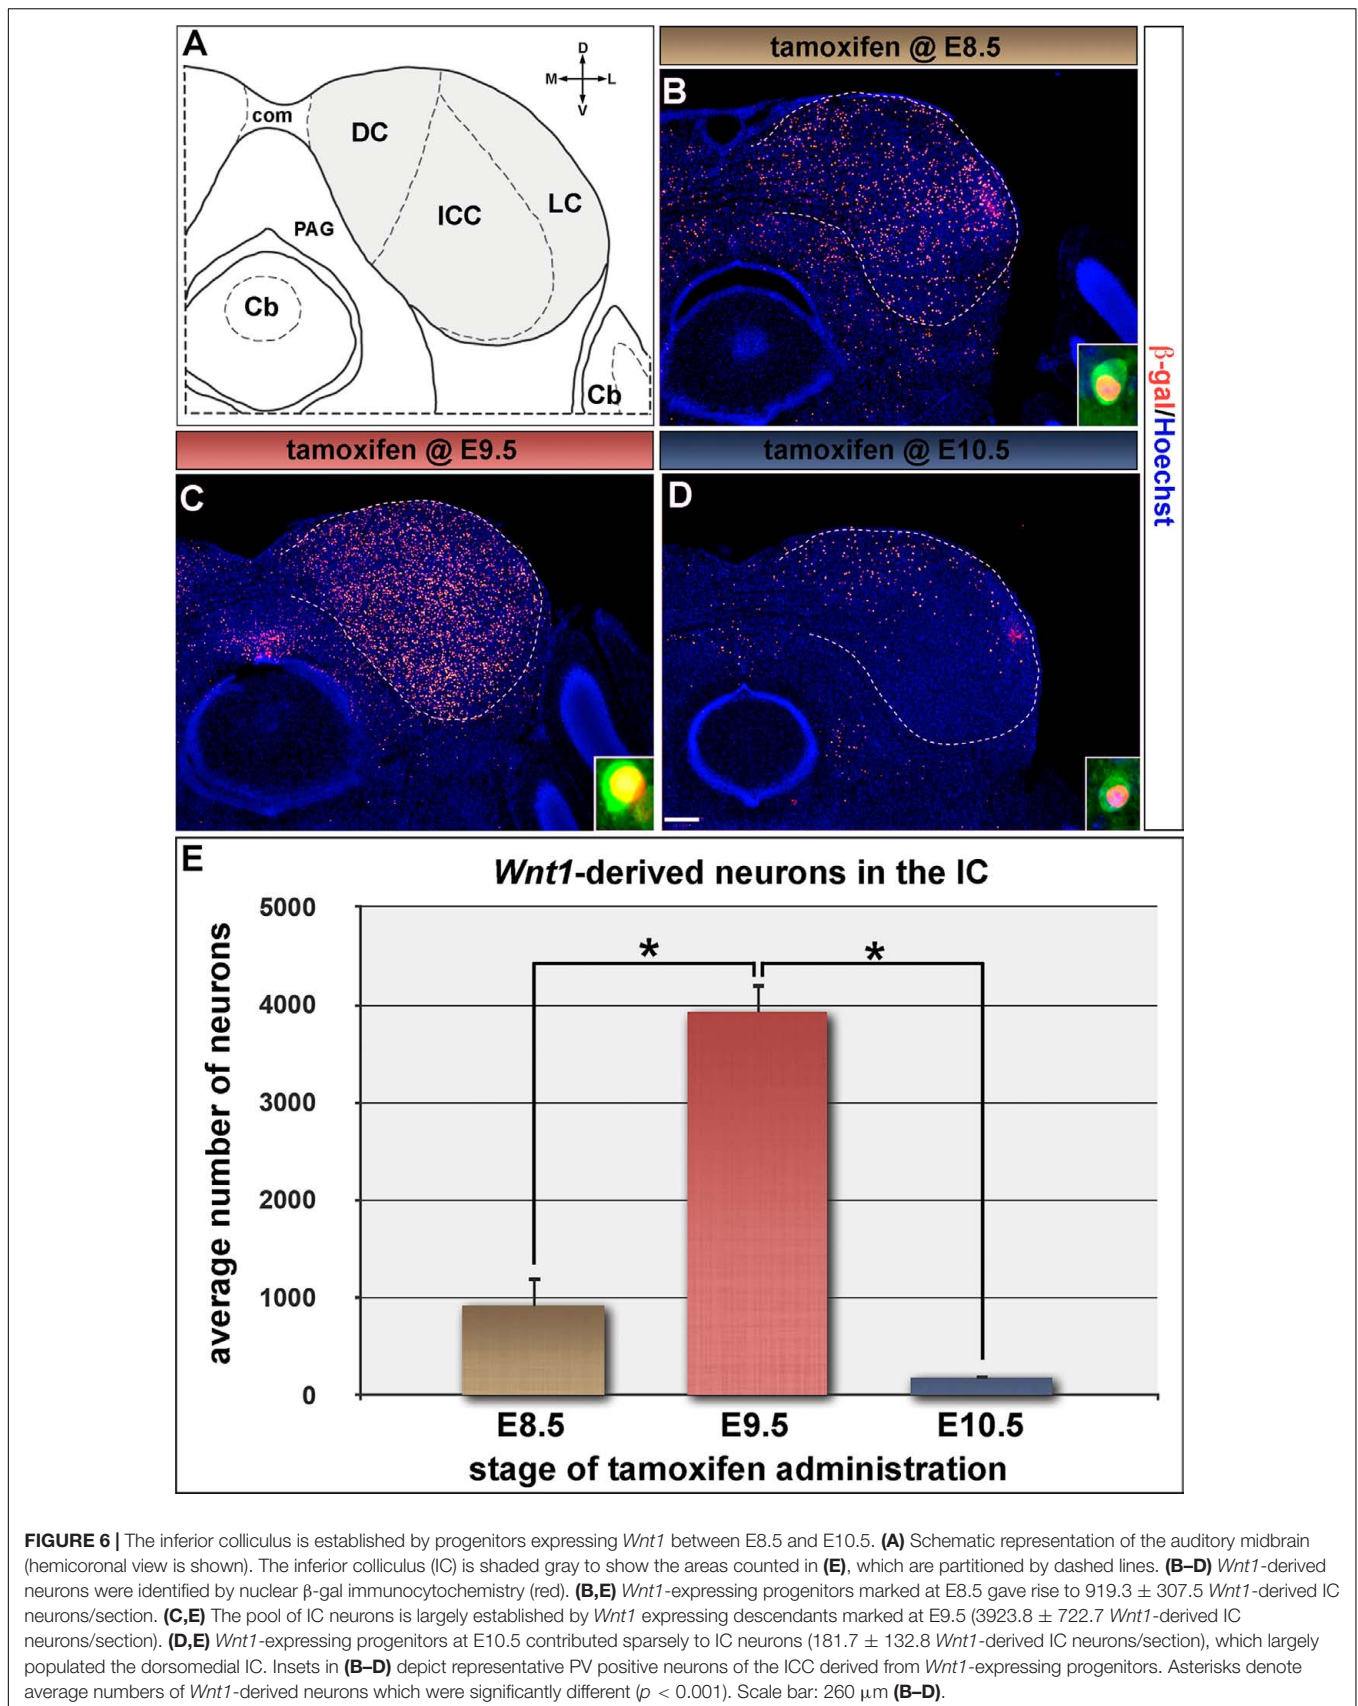 A
D
M L
V
com
DC
ICC
LC
PAG
Cb
Cb
tamoxifen @ E8.5
B
tamoxifen @ E9.5
C
tamoxifen @ E10.5
D
β-gal/Hoechst
E
Wnt1-derived neurons in the IC
average number of neurons
5000
4000
3000
2000
1000
0
*
*
E8.5 E9.5 E10.5
stage of tamoxifen administration
FIGURE 6 | The inferior colliculus is established by progenitors expressing Wnt1 between E8.5 and E10.5. (A) Schematic representation of the auditory midbrain
(hemicoronal view is shown). The inferior colliculus (IC) is shaded gray to show the areas counted in (E), which are partitioned by dashed lines. (B–D) Wnt1-derived
neurons were identified by nuclear β-gal immunocytochemistry (red). (B,E) Wnt1-expressing progenitors marked at E8.5 gave rise to 919.3 ± 307.5 Wnt1-derived IC
neurons/section. (C,E) The pool of IC neurons is largely established by Wnt1 expressing descendants marked at E9.5 (3923.8 ± 722.7 Wnt1-derived IC
neurons/section). (D,E) Wnt1-expressing progenitors at E10.5 contributed sparsely to IC neurons (181.7 ± 132.8 Wnt1-derived IC neurons/section), which largely
populated the dorsomedial IC. Insets in (B–D) depict representative PV positive neurons of the ICC derived from Wnt1-expressing progenitors. Asterisks denote
average numbers of Wnt1-derived neurons which were significantly different (p < 0.001). Scale bar: 260 μm (B–D).